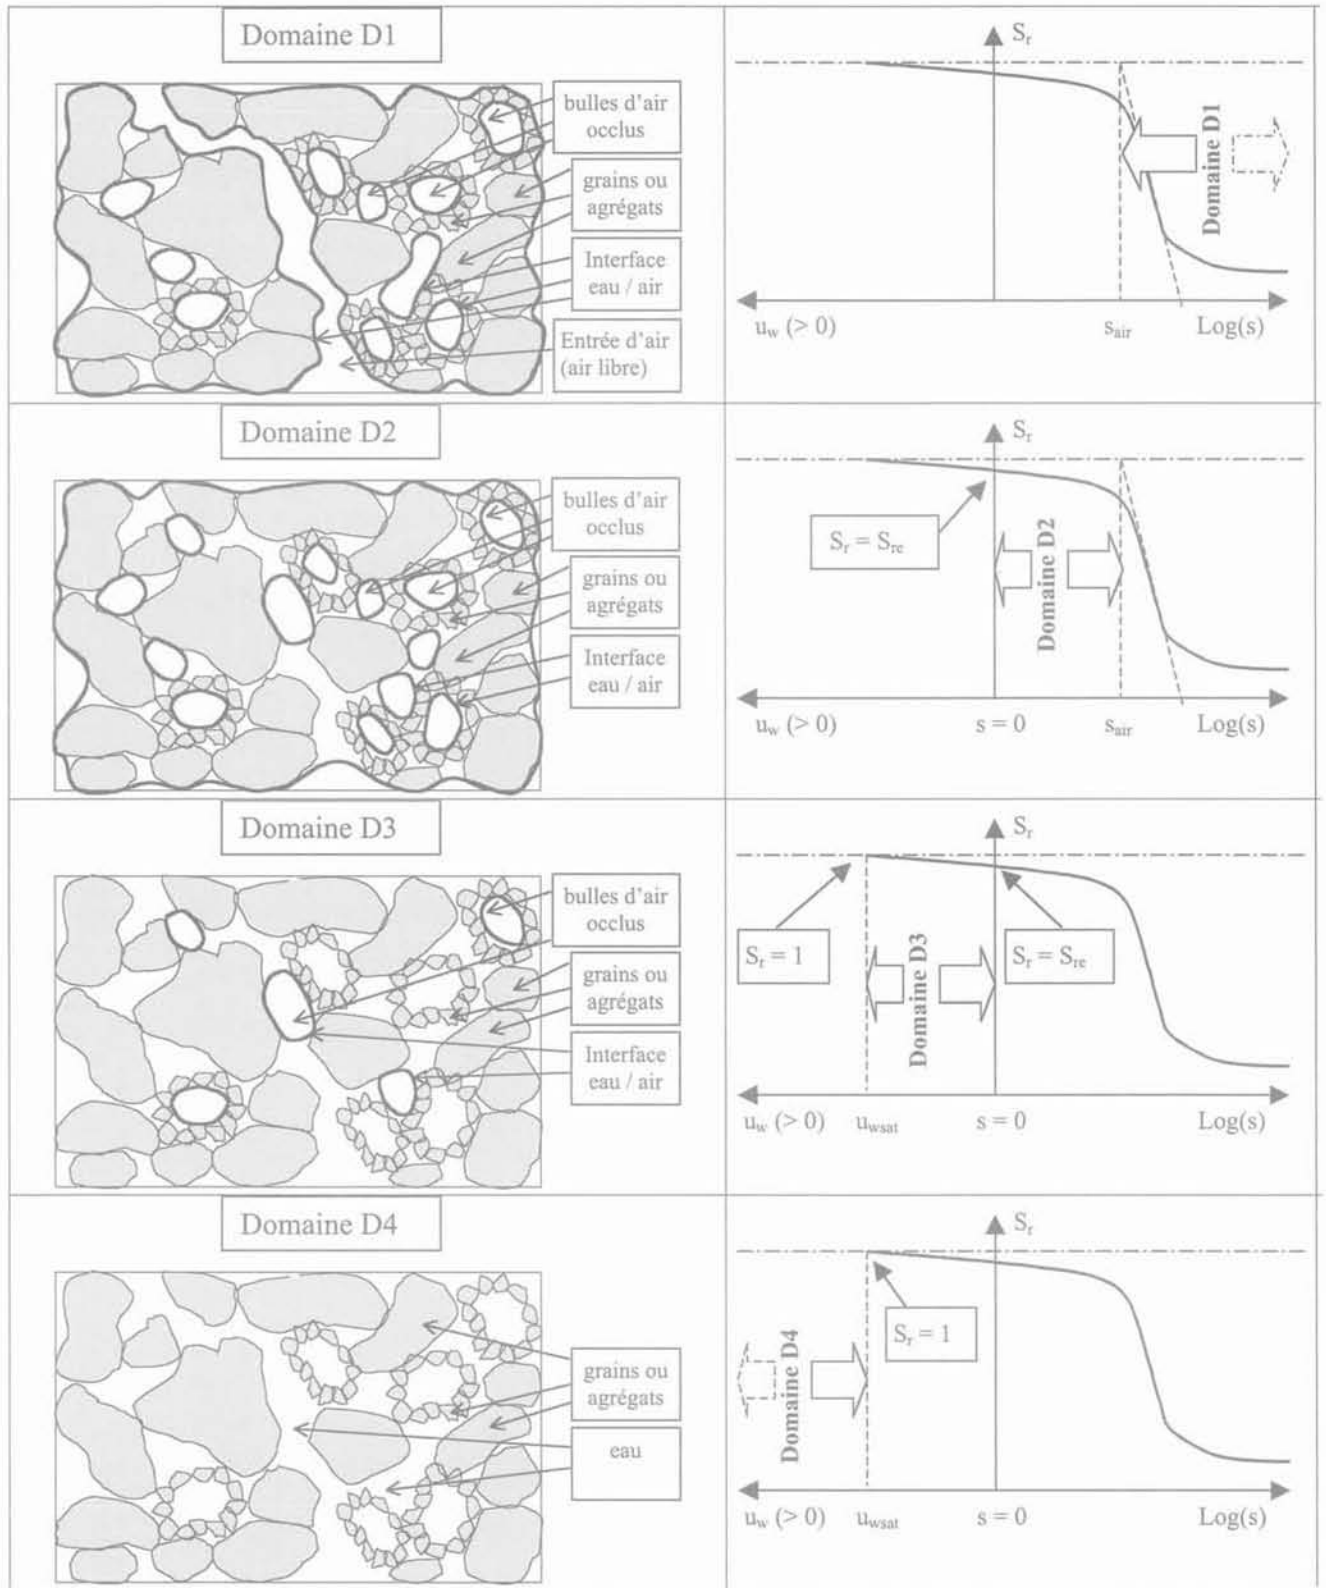 Domaine D1
bulles d'air
occlus
grains ou
agrégats
Interface
eau / air
Entrée d'air
(air libre)
Sr
Domaine D1
uw (> 0)
sair
Log(s)
Domaine D2
bulles d'air
occlus
grains ou
agrégats
Interface
eau / air
Sr
Sr = Sre
Domaine D2
uw (> 0)
s = 0
sair
Log(s)
Domaine D3
bulles d'air
occlus
grains ou
agrégats
Interface
eau / air
Sr
Sr = 1
Domaine D3
Sr = Sre
uw (> 0)
uwsat
s = 0
Log(s)
Domaine D4
grains ou
agrégats
eau
Sr
Sr = 1
Domaine D4
uw (> 0)
uwsat
s = 0
Log(s)